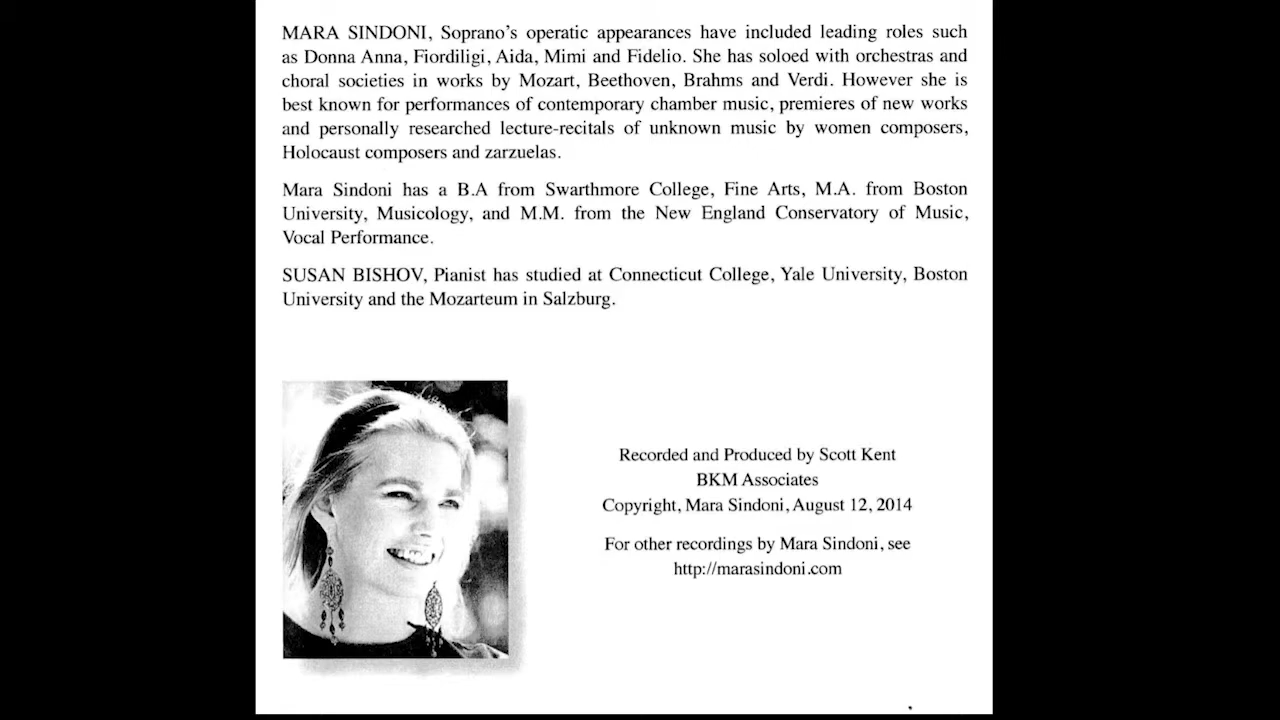 MARA SINDONI, Soprano's operatic appearances have included leading roles such
as Donna Anna, Fiordiligi, Aida, Mimi and Fidelio. She has soloed with orchestras and
choral societies in works by Mozart, Beethoven, Brahms and Verdi. However she is
best known for performances of contemporary chamber music, premieres of new works
and personally researched lecture-recitals of unknown music by women composers,
Holocaust composers and zarzuelas.
Mara Sindoni has a B.A from Swarthmore College, Fine Arts, M.A. from Boston
University, Musicology, and M.M. from the New England Conservatory of Music,
Vocal Performance.
SUSAN BISHOV, Pianist has studied at Connecticut College, Yale University, Boston
University and the Mozarteum in Salzburg.
Recorded and Produced by Scott Kent
BKM Associates
Copyright, Mara Sindoni, August 12, 2014
For other recordings by Mara Sindoni, see
http://marasindoni.com